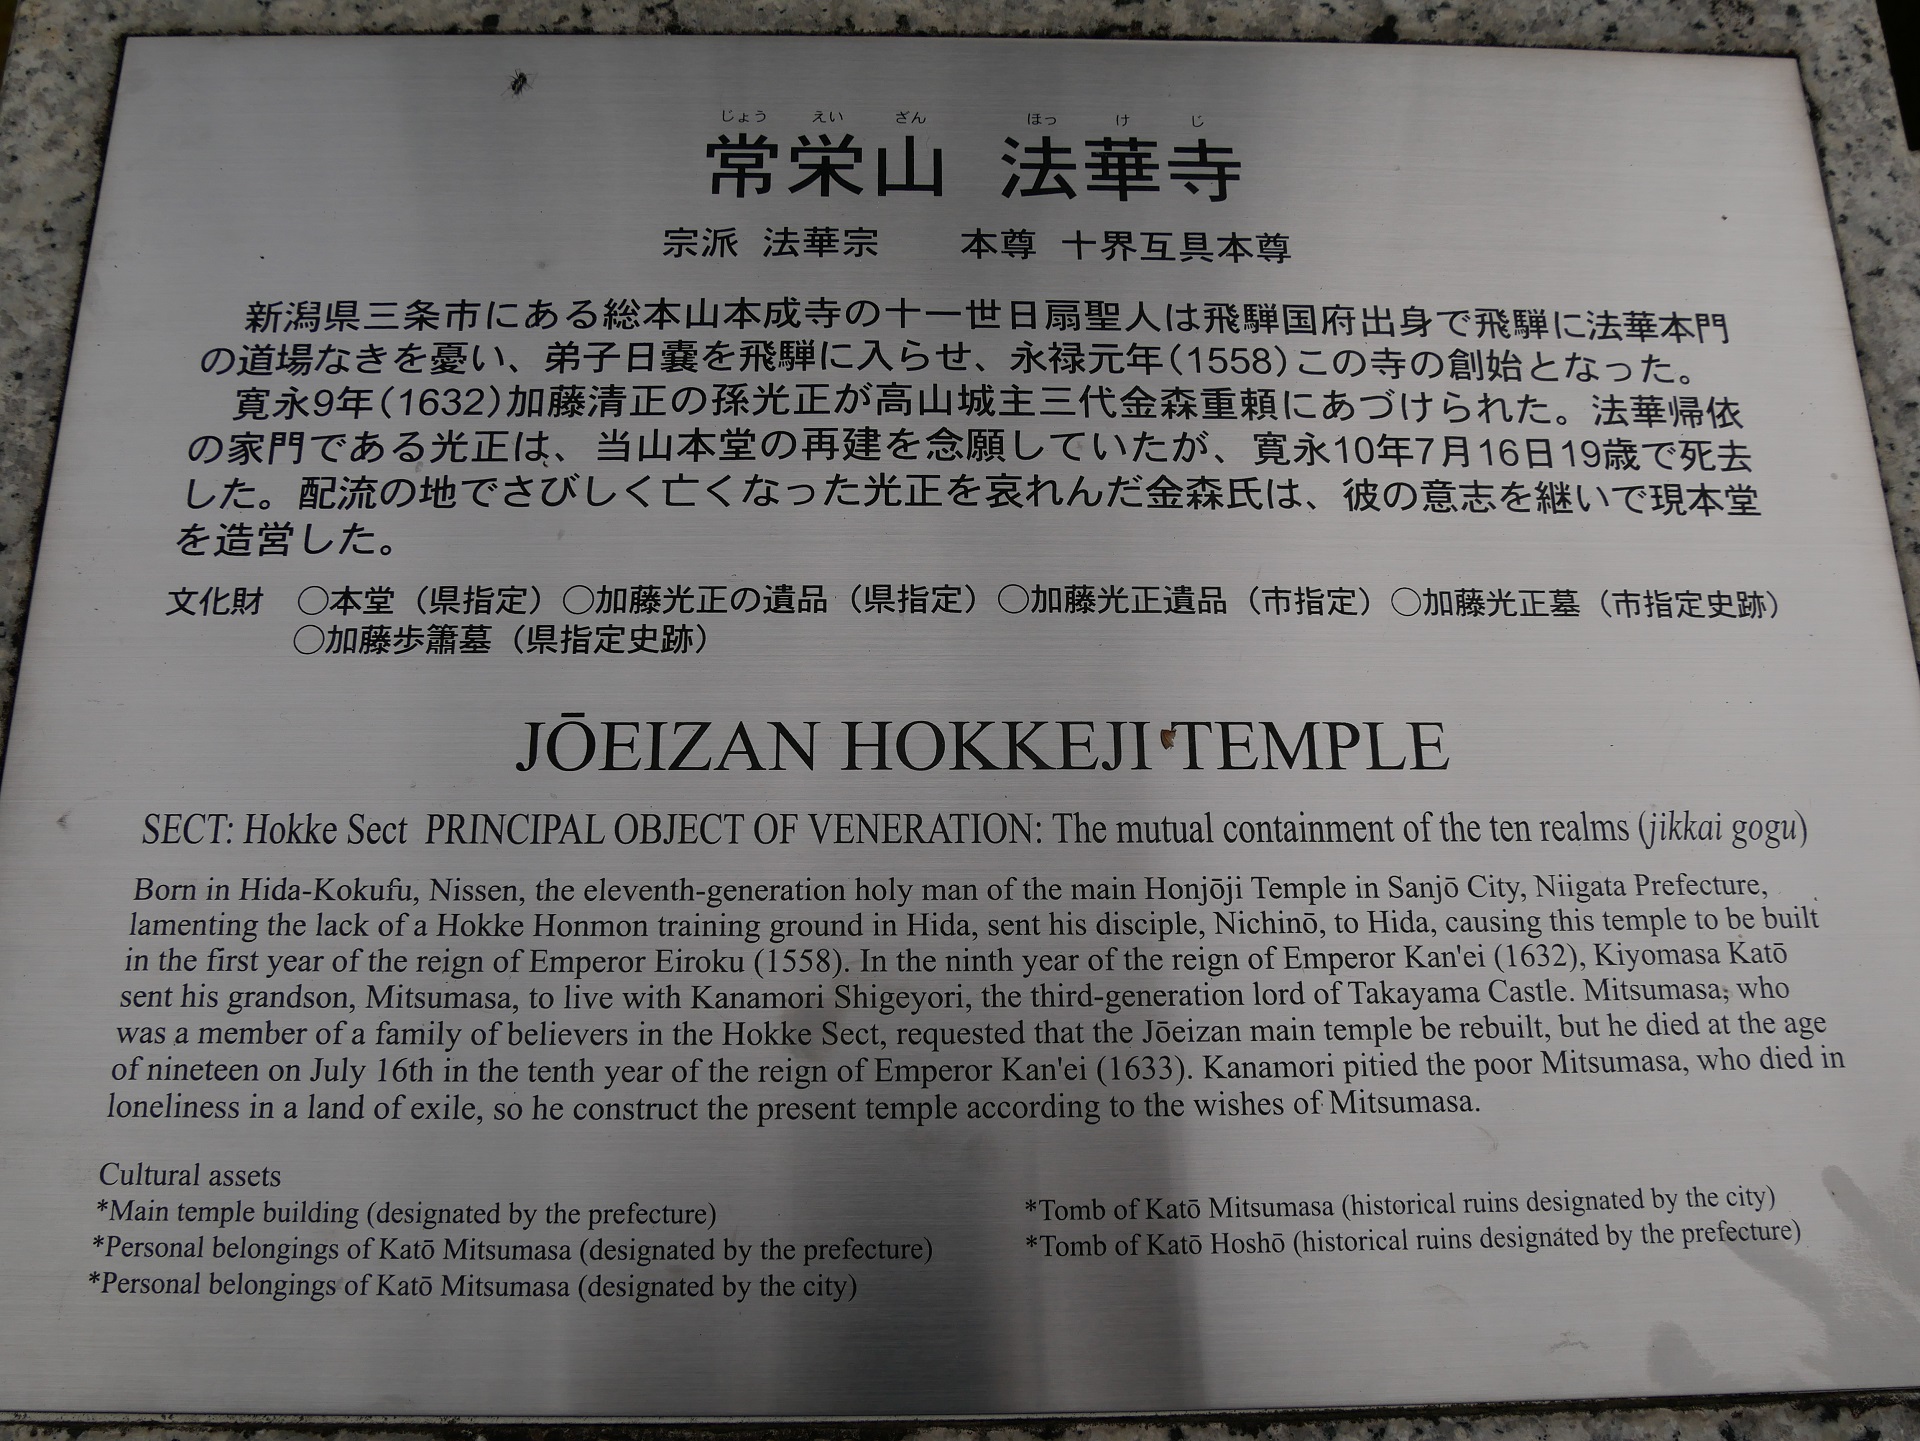 じょう えい ざん ほっ け じ
常栄山 法華寺
宗派 法華宗 本尊 十界互具本尊
新潟県三条市にある総本山本成寺の十一世日扇聖人は飛騨国府出身で飛騨に法華本門
の道場なきを憂い、弟子日嚢を飛騨に入らせ、永禄元年(1558)この寺の創始となった。
寛永9年(1632)加藤清正の孫光正が高山城主三代金森重頼にあづけられた。法華帰依
の家門である光正は、当山本堂の再建を念願していたが、寛永10年7月16日19歳で死去
した。配流の地でさびしく亡くなった光正を哀れんだ金森氏は、彼の意志を継いで現本堂
を造営した。
文化財 ○本堂（県指定）○加藤光正の遺品（県指定）○加藤光正遺品（市指定）○加藤光正墓（市指定史跡）
○加藤歩簫墓（県指定史跡）
JŌEIZAN HOKKEJI TEMPLE
SECT: Hokke Sect PRINCIPAL OBJECT OF VENERATION: The mutual containment of the ten realms (jikkai gogu)
Born in Hida-Kokufu, Nissen, the eleventh-generation holy man of the main Honjōji Temple in Sanjō City, Niigata Prefecture,
lamenting the lack of a Hokke Honmon training ground in Hida, sent his disciple, Nichinō, to Hida, causing this temple to be built
in the first year of the reign of Emperor Eiroku (1558). In the ninth year of the reign of Emperor Kan'ei (1632), Kiyomasa Katō
sent his grandson, Mitsumasa, to live with Kanamori Shigeyori, the third-generation lord of Takayama Castle. Mitsumasa, who
was a member of a family of believers in the Hokke Sect, requested that the Jōeizan main temple be rebuilt, but he died at the age
of nineteen on July 16th in the tenth year of the reign of Emperor Kan'ei (1633). Kanamori pitied the poor Mitsumasa, who died in
loneliness in a land of exile, so he construct the present temple according to the wishes of Mitsumasa.
Cultural assets
*Main temple building (designated by the prefecture)
*Personal belongings of Katō Mitsumasa (designated by the prefecture)
*Personal belongings of Katō Mitsumasa (designated by the city)
*Tomb of Katō Mitsumasa (historical ruins designated by the city)
*Tomb of Katō Hoshō (historical ruins designated by the prefecture)